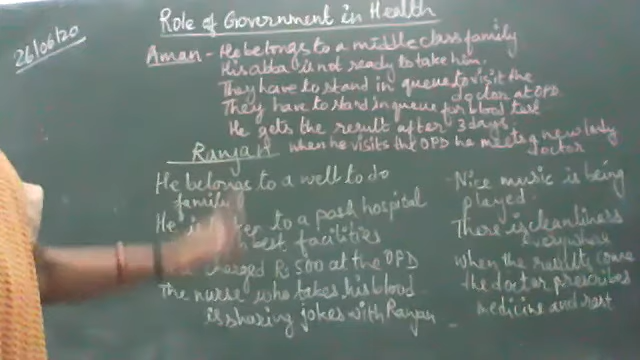 Role of Government in Health
26/06/20
Aman - He belongs to a middle class family
His abba is not ready to take him.
They have to stand in queue to visit the
doctor at OPD.
They have to stand in queue for blood test
He gets the result after 3 days.
when he visits the OPD he meets a new lady
doctor
Ranjan
He belongs to a well to do
family
He is to a posh hospital
best facilities
charged Rs 500 at the OPD
The nurse who takes his blood
is sharing jokes with Ranjan
- Nice music is being
played.
There is cleanliness
everywhere
when the results come
the doctor prescribes
medicine and rest